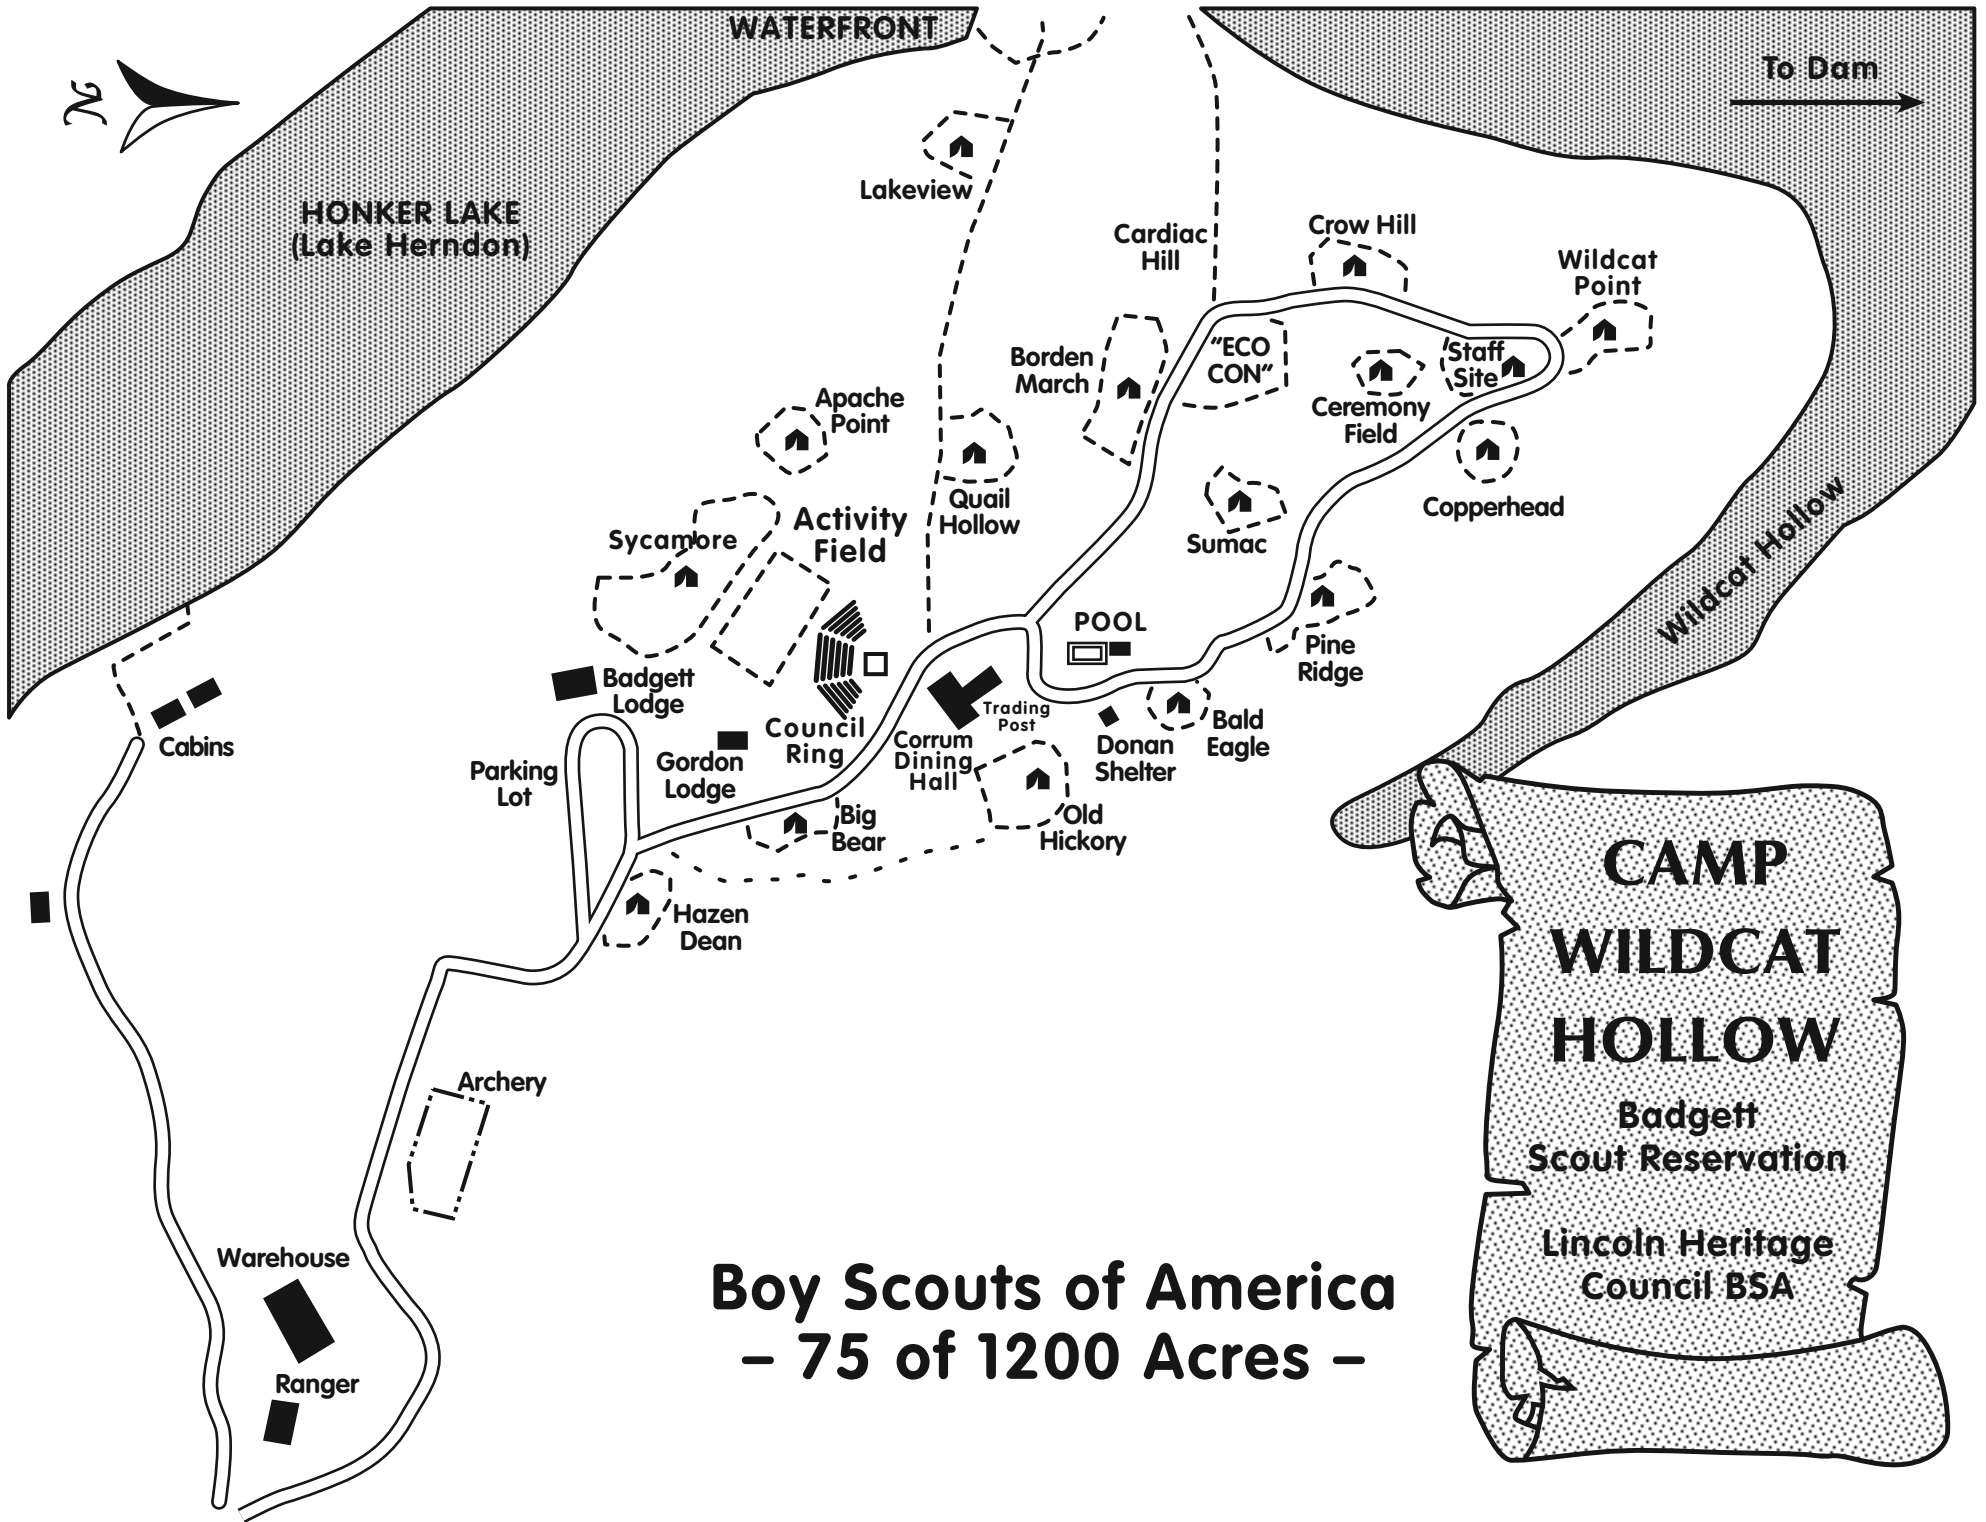 WATERFRONT
To Dam
N
HONKER LAKE
(Lake Herndon)
Lakeview
Cardiac
Hill
Crow Hill
Wildcat
Point
Borden
March
"ECO
CON"
Staff
Site
Ceremony
Field
Apache
Point
Quail
Hollow
Copperhead
Activity
Field
Sycamore
Sumac
Wildcat Hollow
POOL
Pine
Ridge
Badgett
Lodge
Trading
Post
Council
Ring
Corrum
Dining
Hall
Donan
Shelter
Bald
Eagle
Cabins
Parking
Lot
Gordon
Lodge
Big
Bear
Old
Hickory
Hazen
Dean
Archery
Warehouse
Ranger
CAMP
WILDCAT
HOLLOW
Badgett
Scout Reservation
Lincoln Heritage
Council BSA
Boy Scouts of America
– 75 of 1200 Acres –